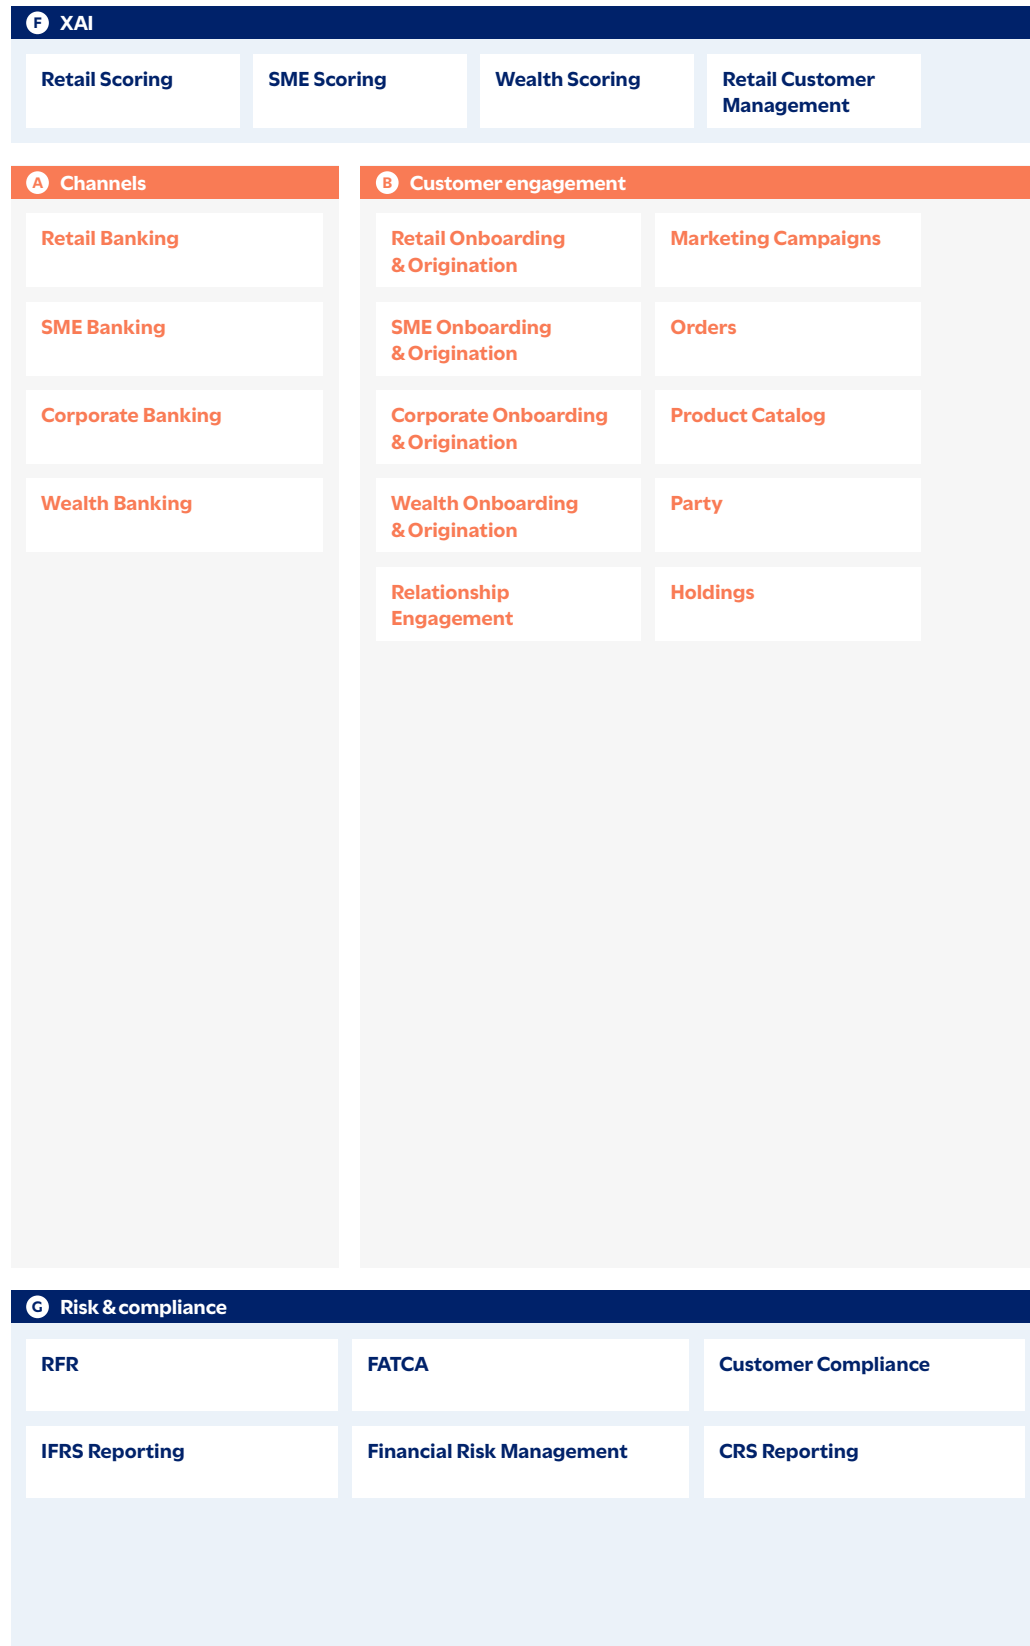 F XAI
Retail Scoring
SME Scoring
Wealth Scoring
Retail Customer
Management
A Channels
Retail Banking
SME Banking
Corporate Banking
Wealth Banking
B Customer engagement
Retail Onboarding
& Origination
Marketing Campaigns
SME Onboarding
& Origination
Orders
Corporate Onboarding
& Origination
Product Catalog
Wealth Onboarding
& Origination
Party
Relationship
Engagement
Holdings
G Risk & compliance
RFR
FATCA
Customer Compliance
IFRS Reporting
Financial Risk Management
CRS Reporting